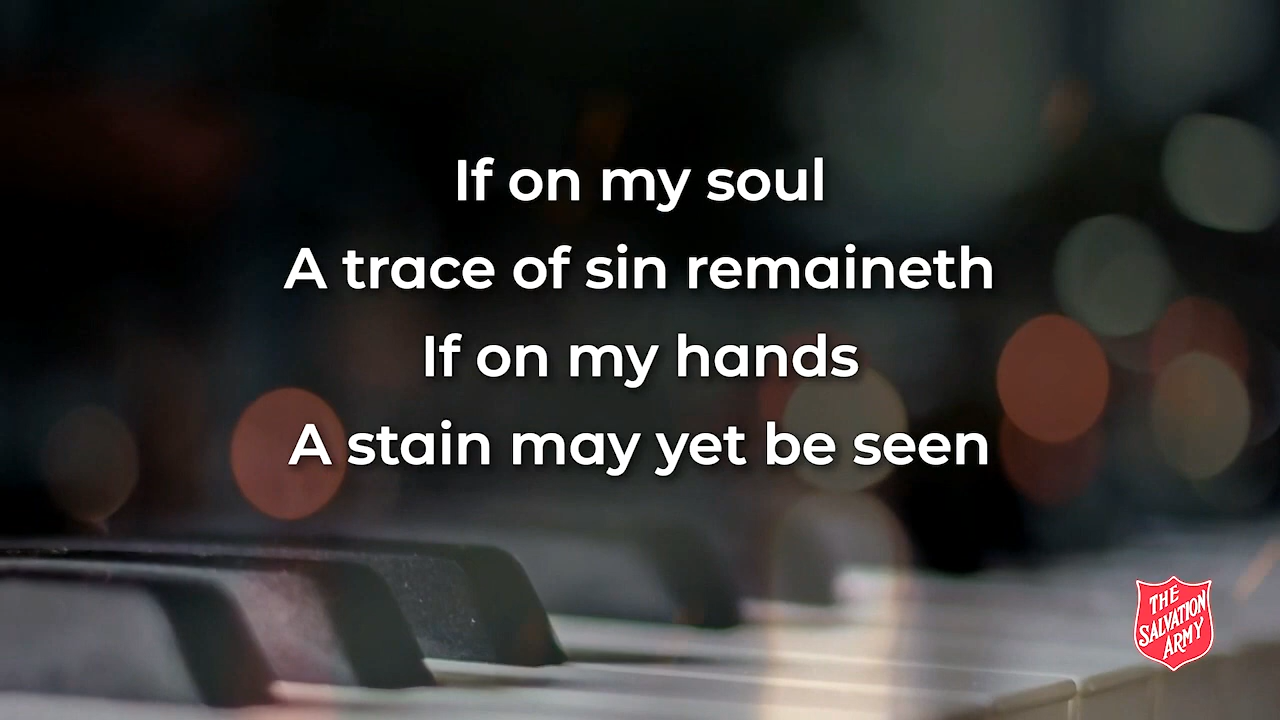 If on my soul
A trace of sin remaineth
If on my hands
A stain may yet be seen
THE
SALVATION
ARMY